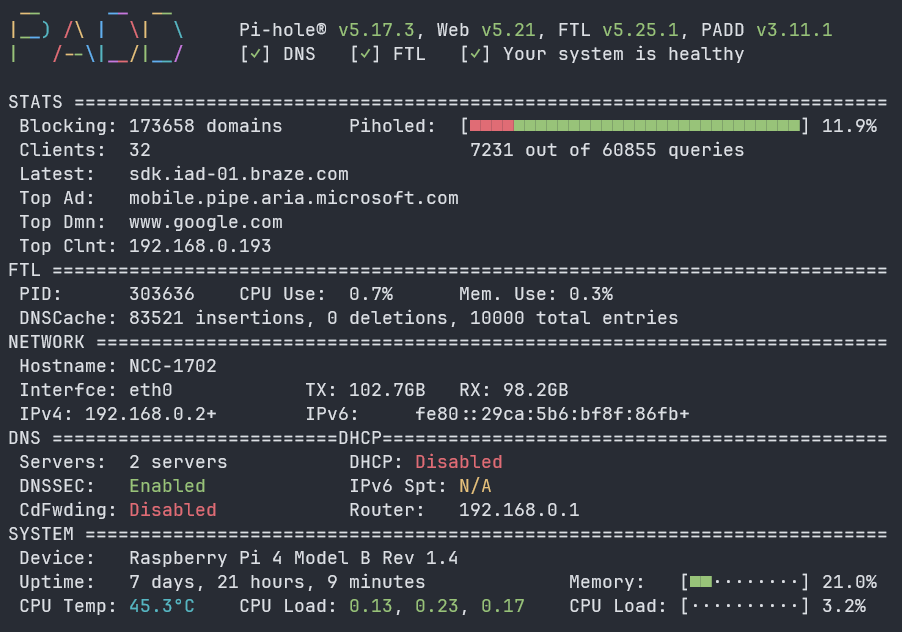 Pi-hole® v5.17.3, Web v5.21, FTL v5.25.1, PADD v3.11.1
[✓] DNS [✓] FTL [✓] Your system is healthy
STATS ==========================================================================
Blocking: 173658 domains Piholed: [■■■■■■■■■■■■■■■■■■■■■■■■■■■■■■] 11.9%
Clients: 32 7231 out of 60855 queries
Latest: sdk.iad-01.braze.com
Top Ad: mobile.pipe.aria.microsoft.com
Top Dmn: www.google.com
Top Clnt: 192.168.0.193
FTL ============================================================================
PID: 303636 CPU Use: 0.7% Mem. Use: 0.3%
DNSCache: 83521 insertions, 0 deletions, 10000 total entries
NETWORK ========================================================================
Hostname: NCC-1702
Interfce: eth0 TX: 102.7GB RX: 98.2GB
IPv4: 192.168.0.2+ IPv6: fe80::29ca:5b6:bf8f:86fb+
DNS ==========================DHCP==============================================
Servers: 2 servers DHCP: Disabled
DNSSEC: Enabled IPv6 Spt: N/A
CdFwding: Disabled Router: 192.168.0.1
SYSTEM =========================================================================
Device: Raspberry Pi 4 Model B Rev 1.4
Uptime: 7 days, 21 hours, 9 minutes Memory: [■■········] 21.0%
CPU Temp: 45.3°C CPU Load: 0.13, 0.23, 0.17 CPU Load: [··········] 3.2%